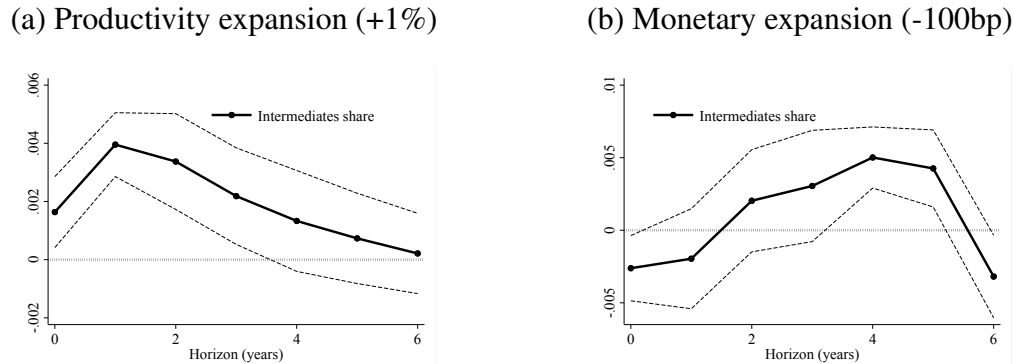 (a) Productivity expansion (+1%)
.006
.004
.002
0
-.002
Intermediates share
0 2 4 6
Horizon (years)
(b) Monetary expansion (-100bp)
.01
.005
0
-.005
Intermediates share
0 2 4 6
Horizon (years)